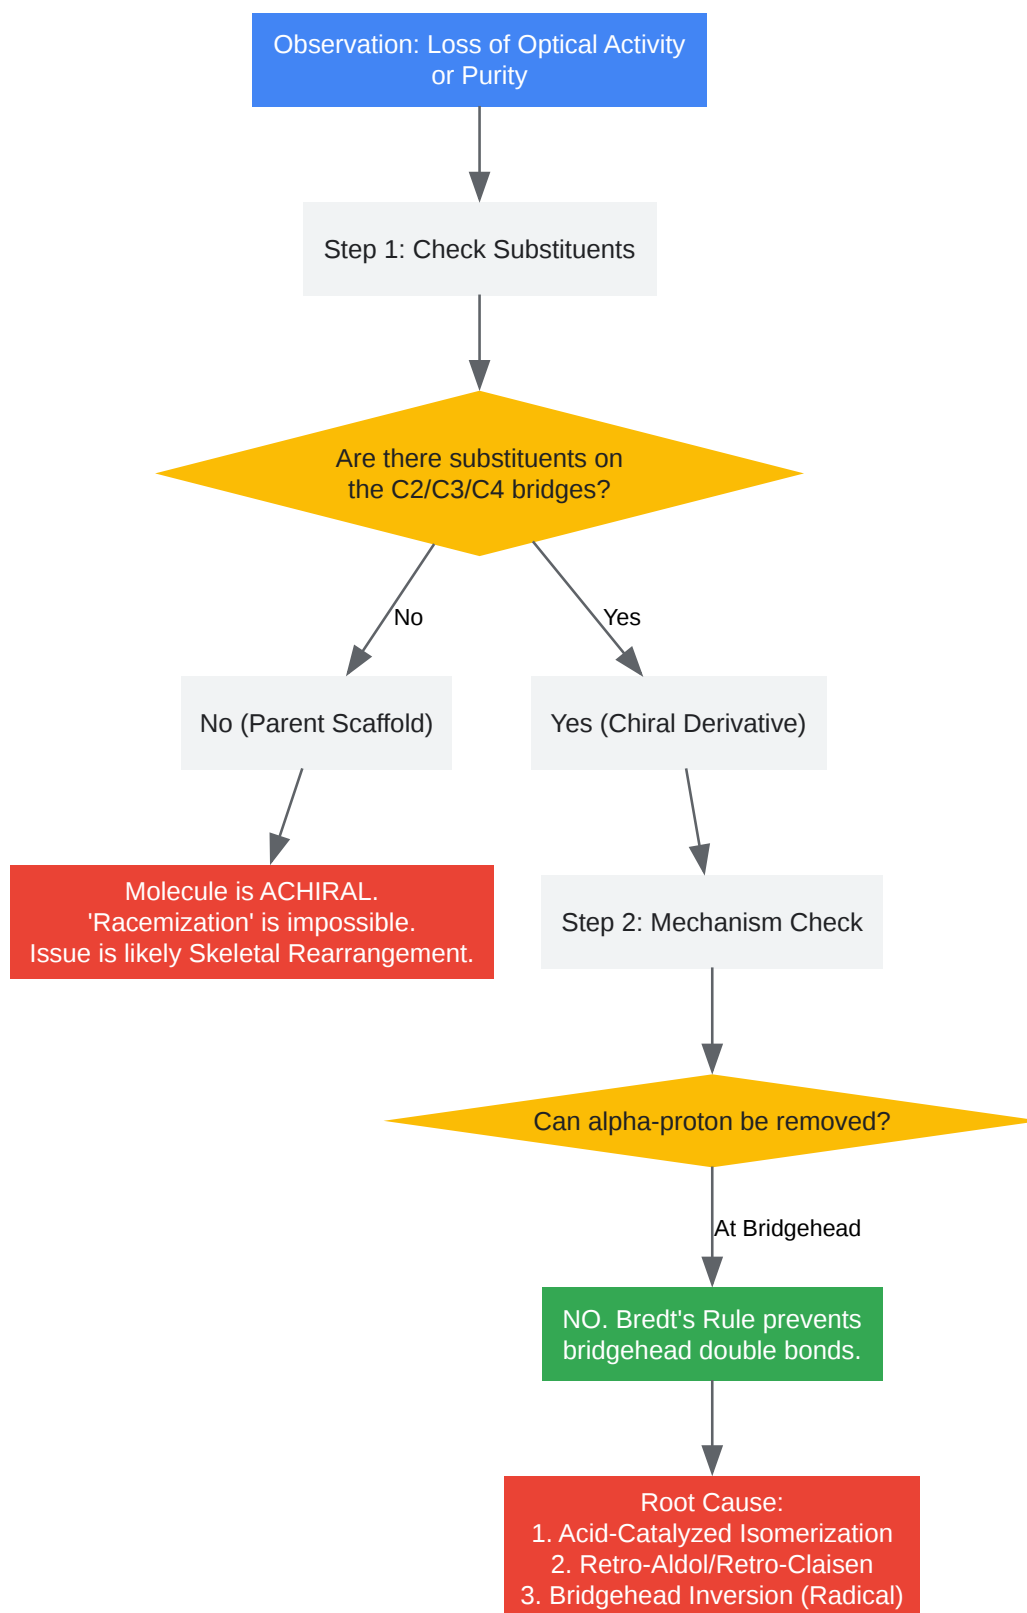 Observation: Loss of Optical Activity
or Purity
Step 1: Check Substituents
Are there substituents on
the C2/C3/C4 bridges?
No
Yes
No (Parent Scaffold)
Yes (Chiral Derivative)
Molecule is ACHIRAL.
'Racemization' is impossible.
Issue is likely Skeletal Rearrangement.
Step 2: Mechanism Check
Can alpha-proton be removed?
At Bridgehead
NO. Bredt's Rule prevents
bridgehead double bonds.
Root Cause:
1. Acid-Catalyzed Isomerization
2. Retro-Aldol/Retro-Claisen
3. Bridgehead Inversion (Radical)